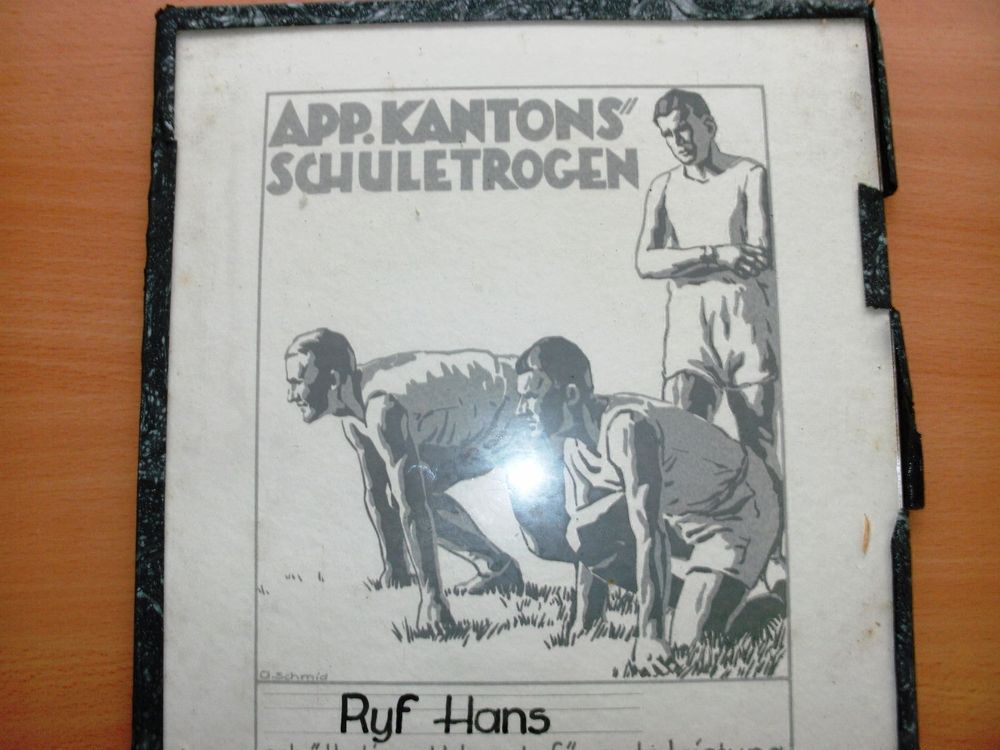 APP. KANTONS"
SCHULE TROGEN
O. Schmid
Ryf Hans